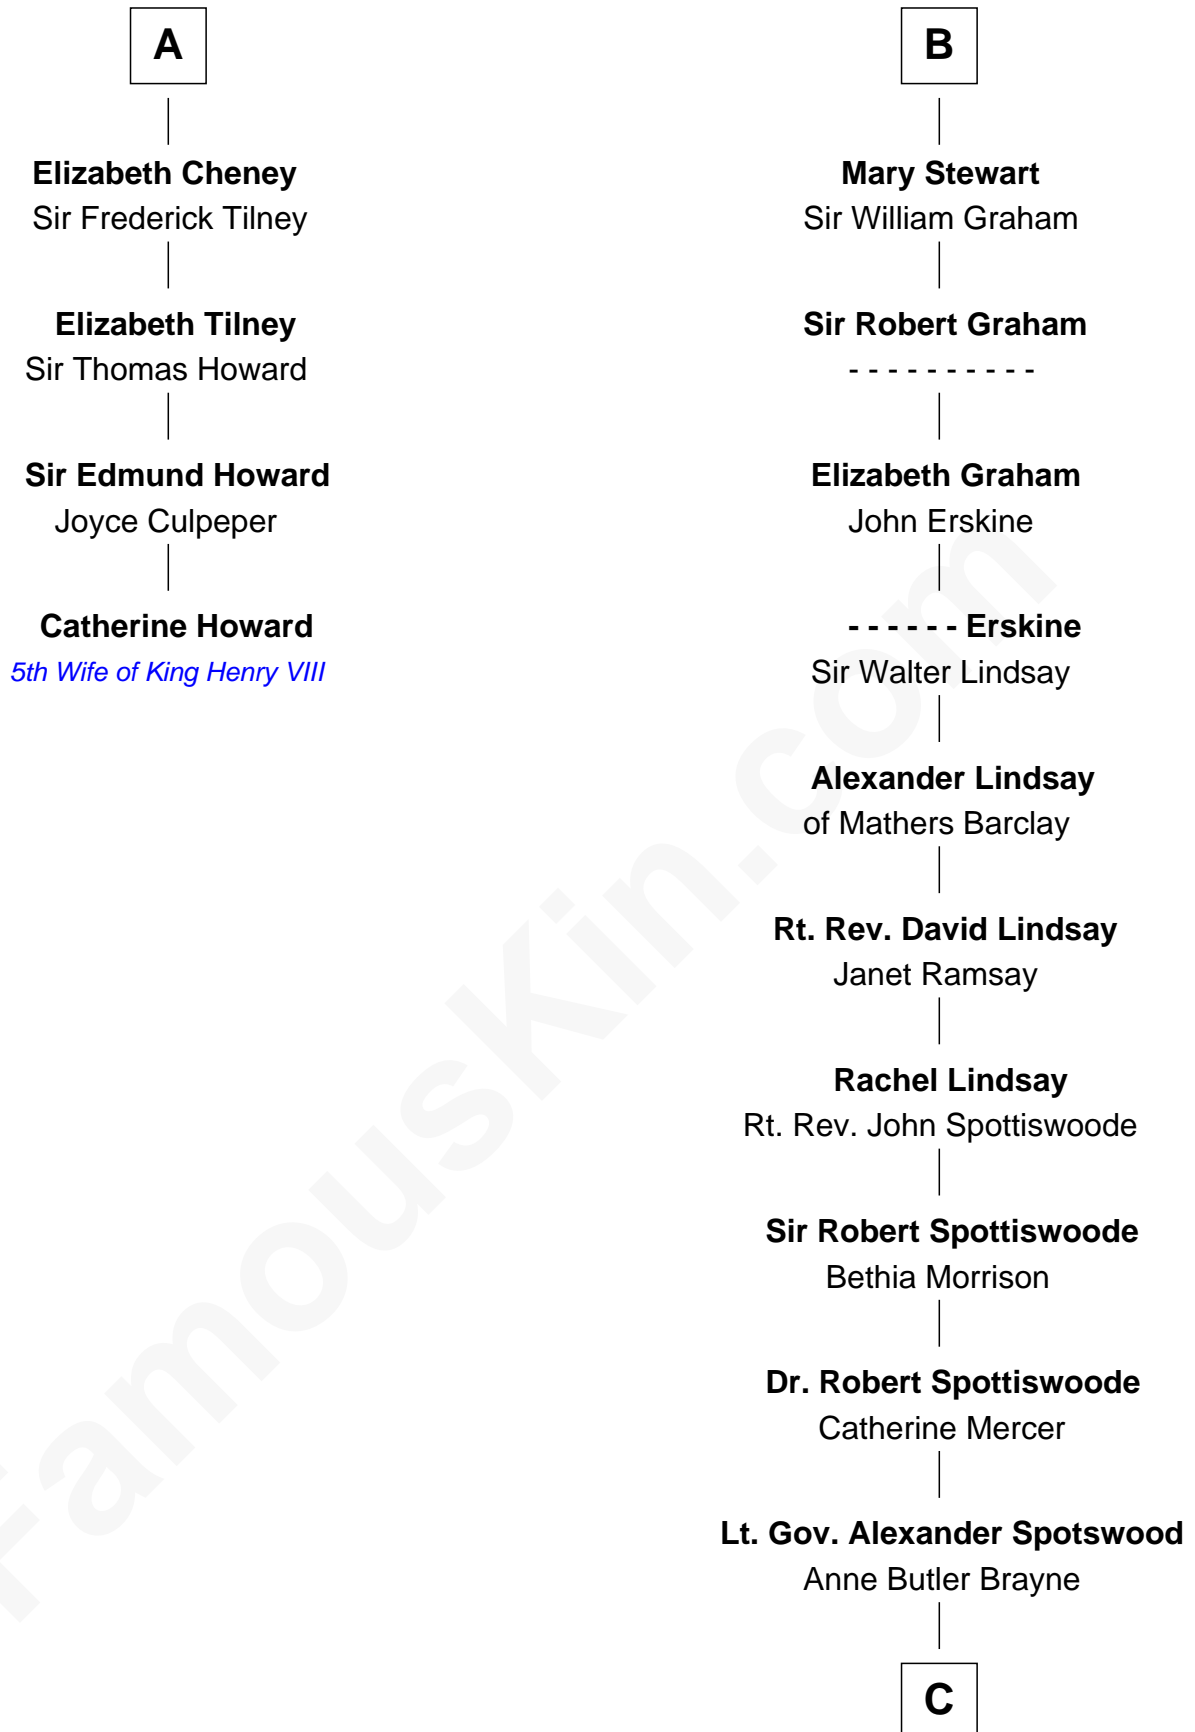 A
Elizabeth Cheney
Sir Frederick Tilney
Elizabeth Tilney
Sir Thomas Howard
Sir Edmund Howard
Joyce Culpeper
Catherine Howard
5th Wife of King Henry VIII
B
Mary Stewart
Sir William Graham
Sir Robert Graham
- - - - - - - - - -
Elizabeth Graham
John Erskine
- - - - - - Erskine
Sir Walter Lindsay
Alexander Lindsay
of Mathers Barclay
Rt. Rev. David Lindsay
Janet Ramsay
Rachel Lindsay
Rt. Rev. John Spottiswoode
Sir Robert Spottiswoode
Bethia Morrison
Dr. Robert Spottiswoode
Catherine Mercer
Lt. Gov. Alexander Spotswood
Anne Butler Brayne
C
FamousKin.com